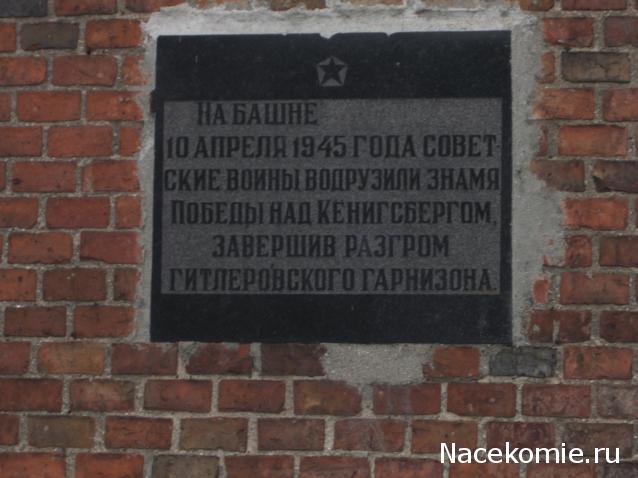 НА БАШНЕ
10 АПРЕЛЯ 1945 ГОДА СОВЕТ-
СКИЕ ВОИНЫ ВОДРУЗИЛИ ЗНАМЯ
ПОБЕДЫ НАД КЕНИГСБЕРГОМ,
ЗАВЕРШИВ РАЗГРОМ
ГИТЛЕРОВСКОГО ГАРНИЗОНА.
Nacekomie.ru